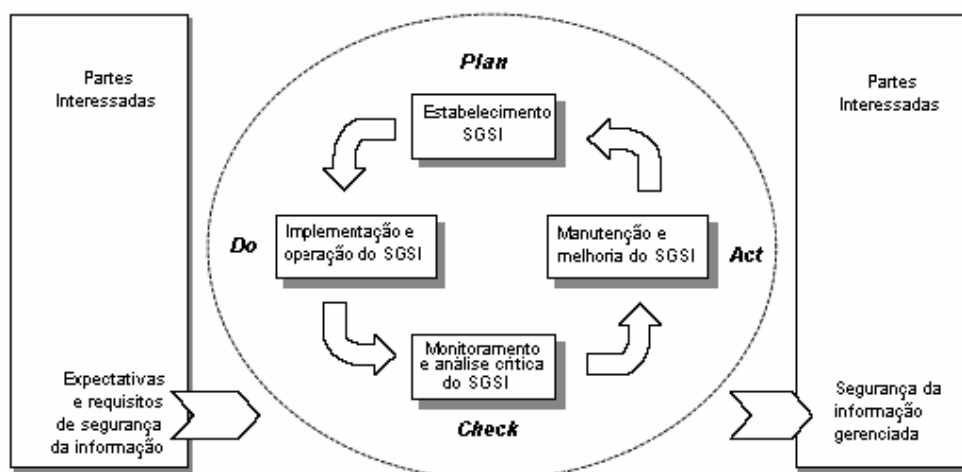 Partes
Interessadas
Expectativas
e requisitos
de segurança
da informação
Plan
Estabelecimento
SGSI
Do
Implementação e
operação do SGSI
Manutenção e
melhoria do SGSI
Act
Monitoramento
e análise crítica
do SGSI
Check
Partes
Interessadas
Segurança da
informação
gerenciada